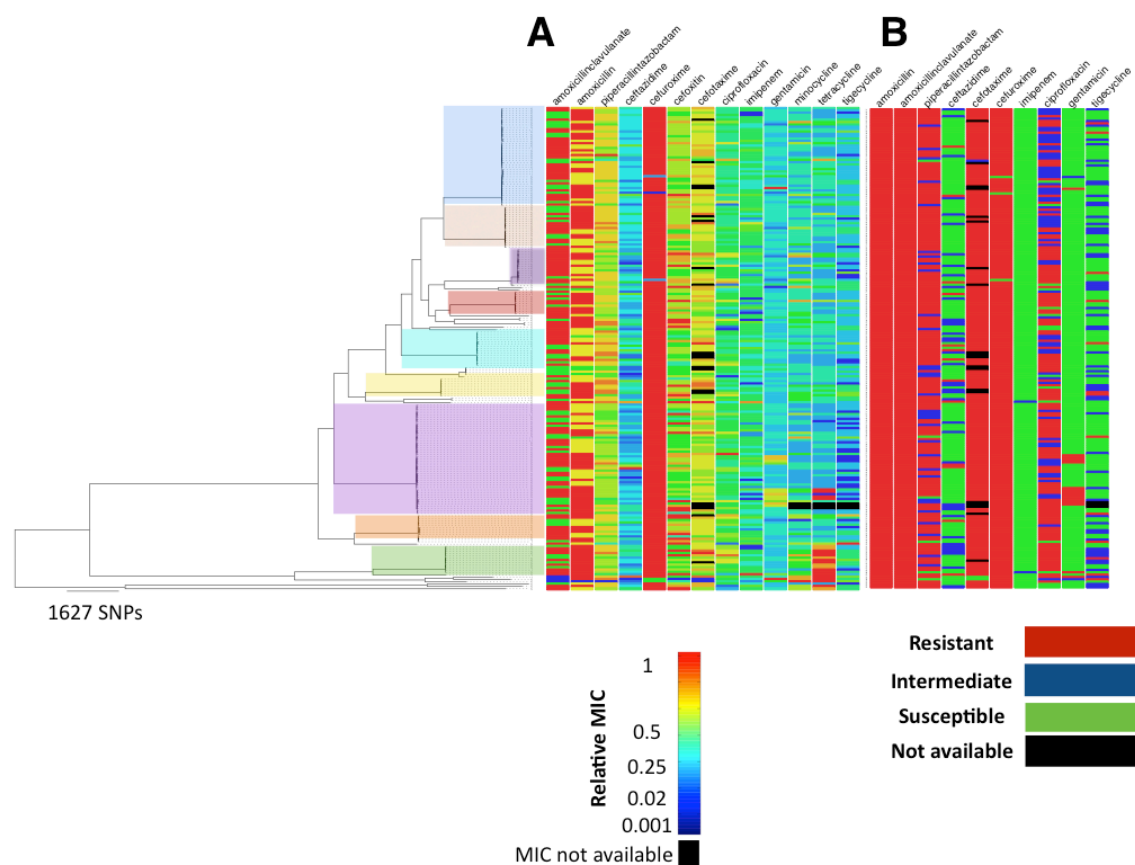 A
B
amoxicillinclavulanate
amoxicillin
piperacillintazobactam
ceftazidime
cefuroxime
cefoxitin
cefotaxime
ciprofloxacin
imipenem
gentamicin
minocycline
tetracycline
tigecycline
amoxicillin
amoxicillinclavulanate
piperacillintazobactam
ceftazidime
cefotaxime
cefuroxime
imipenem
ciprofloxacin
gentamicin
tigecycline
1627 SNPs
Relative MIC
1
0.5
0.25
0.02
0.001
MIC not available
Resistant
Intermediate
Susceptible
Not available